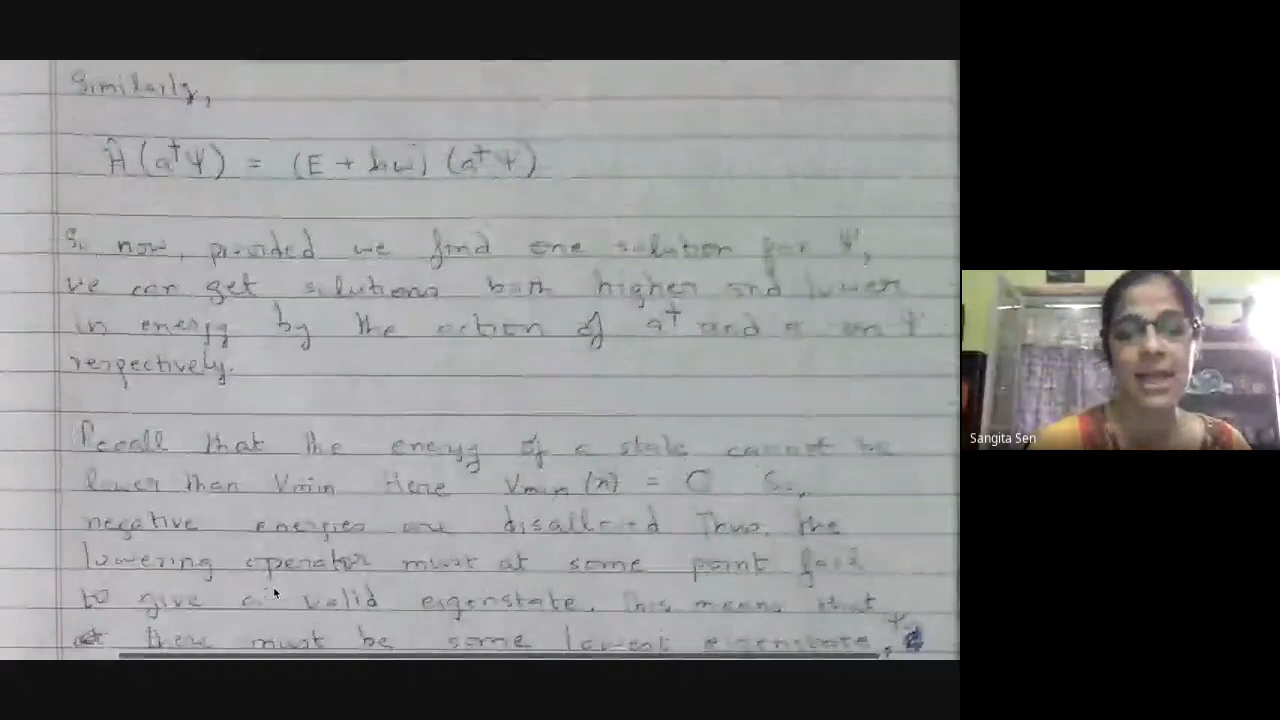 Similarly,
Ĥ(a†Ψ) = (E + ħω) (a†Ψ)
So now, provided we find one solution for Ψ,
we can get solutions both higher and lower
in energy by the action of a† and a on Ψ
respectively.
Recall that the energy of a state cannot be
lower than Vmin Here Vmin (x) = 0 So,
negative energies are disallowed Thus, the
lowering operator must at some point fail
to give a valid eigenstate. This means that
there must be some lowest eigenstate, Ψ
Sangita Sen